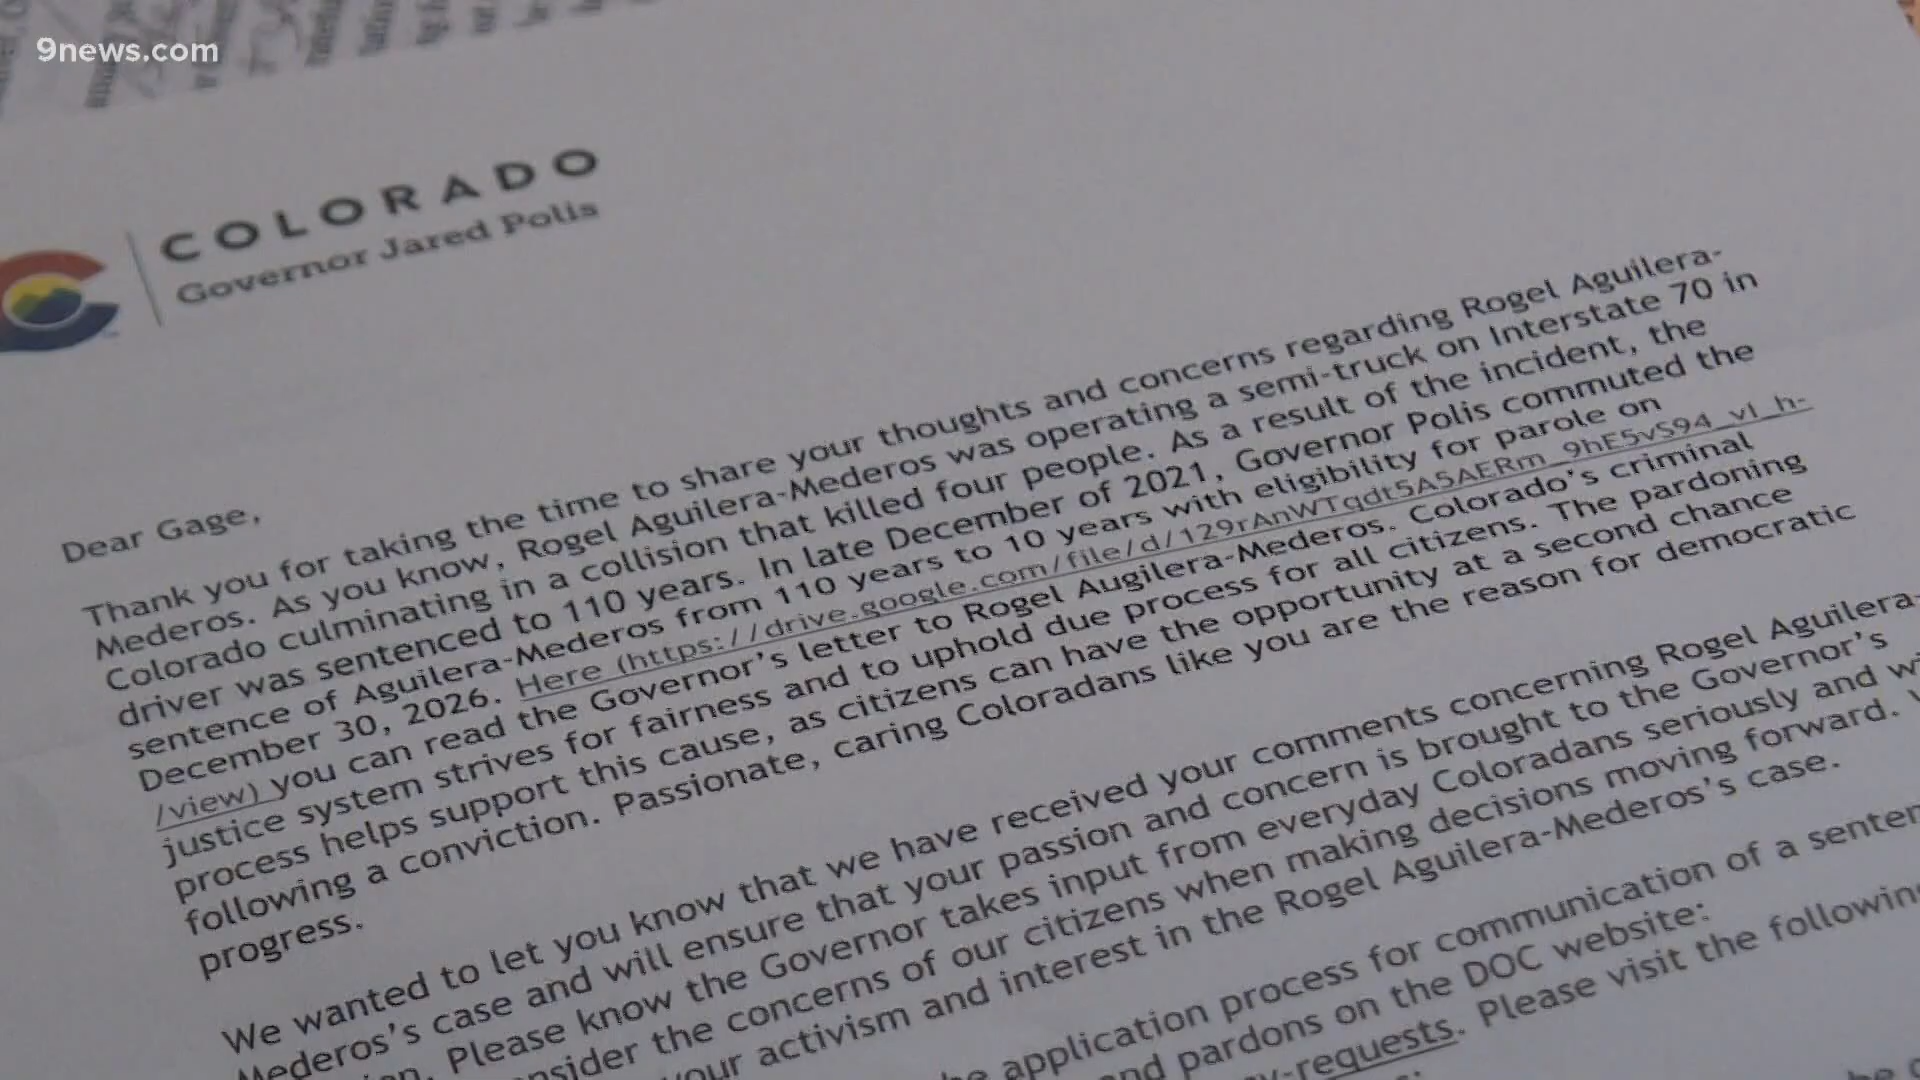 9news.com
COLORADO
Governor Jared Polis
Dear Gage,
Thank you for taking the time to share your thoughts and concerns regarding Rogel Aguilera-
Mederos. As you know, Rogel Aguilera-Mederos was operating a semi-truck on Interstate 70 in
Colorado culminating in a collision that killed four people. As a result of the incident, the
driver was sentenced to 110 years. In late December of 2021, Governor Polis commuted the
sentence of Aguilera-Mederos from 110 years to 10 years with eligibility for parole on
December 30, 2026. Here (https://drive.google.com/file/d/129rAnWTqdt5A5AERm_9hE5vS94_vl_h-
/view) you can read the Governor's letter to Rogel Augilera-Mederos. Colorado's criminal
justice system strives for fairness and to uphold due process for all citizens. The pardoning
process helps support this cause, as citizens can have the opportunity at a second chance
following a conviction. Passionate, caring Coloradans like you are the reason for democratic
progress.
We wanted to let you know that we have received your comments concerning Rogel Aguilera-
Mederos's case and will ensure that your passion and concern is brought to the Governor's
Please know the Governor takes input from everyday Coloradans seriously and
the concerns of our citizens when making decisions moving forward.
your activism and interest in the Rogel Aguilera-Mederos's case.
application process for communication of a
and pardons on the DOC website:
-requests. Please visit the following